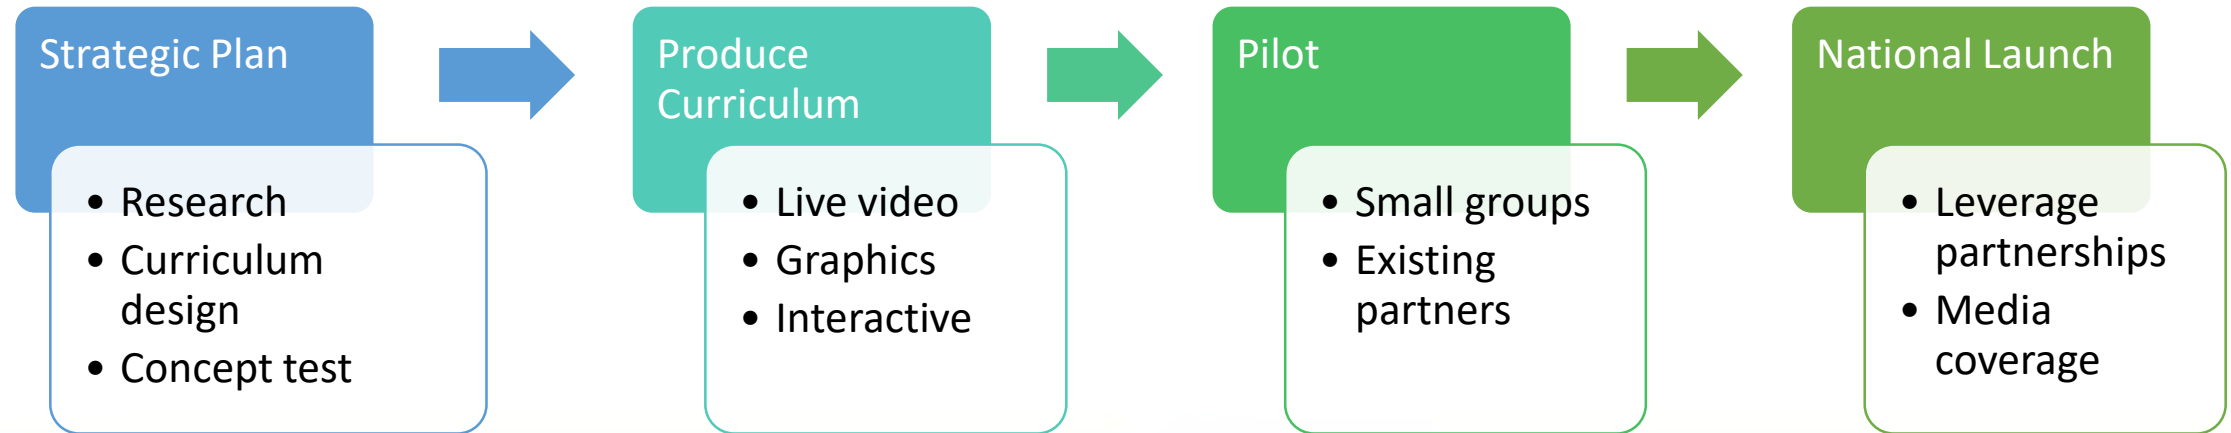 Strategic Plan
• Research
• Curriculum
design
• Concept test
Produce
Curriculum
• Live video
• Graphics
• Interactive
Pilot
• Small groups
• Existing
partners
National Launch
• Leverage
partnerships
• Media
coverage